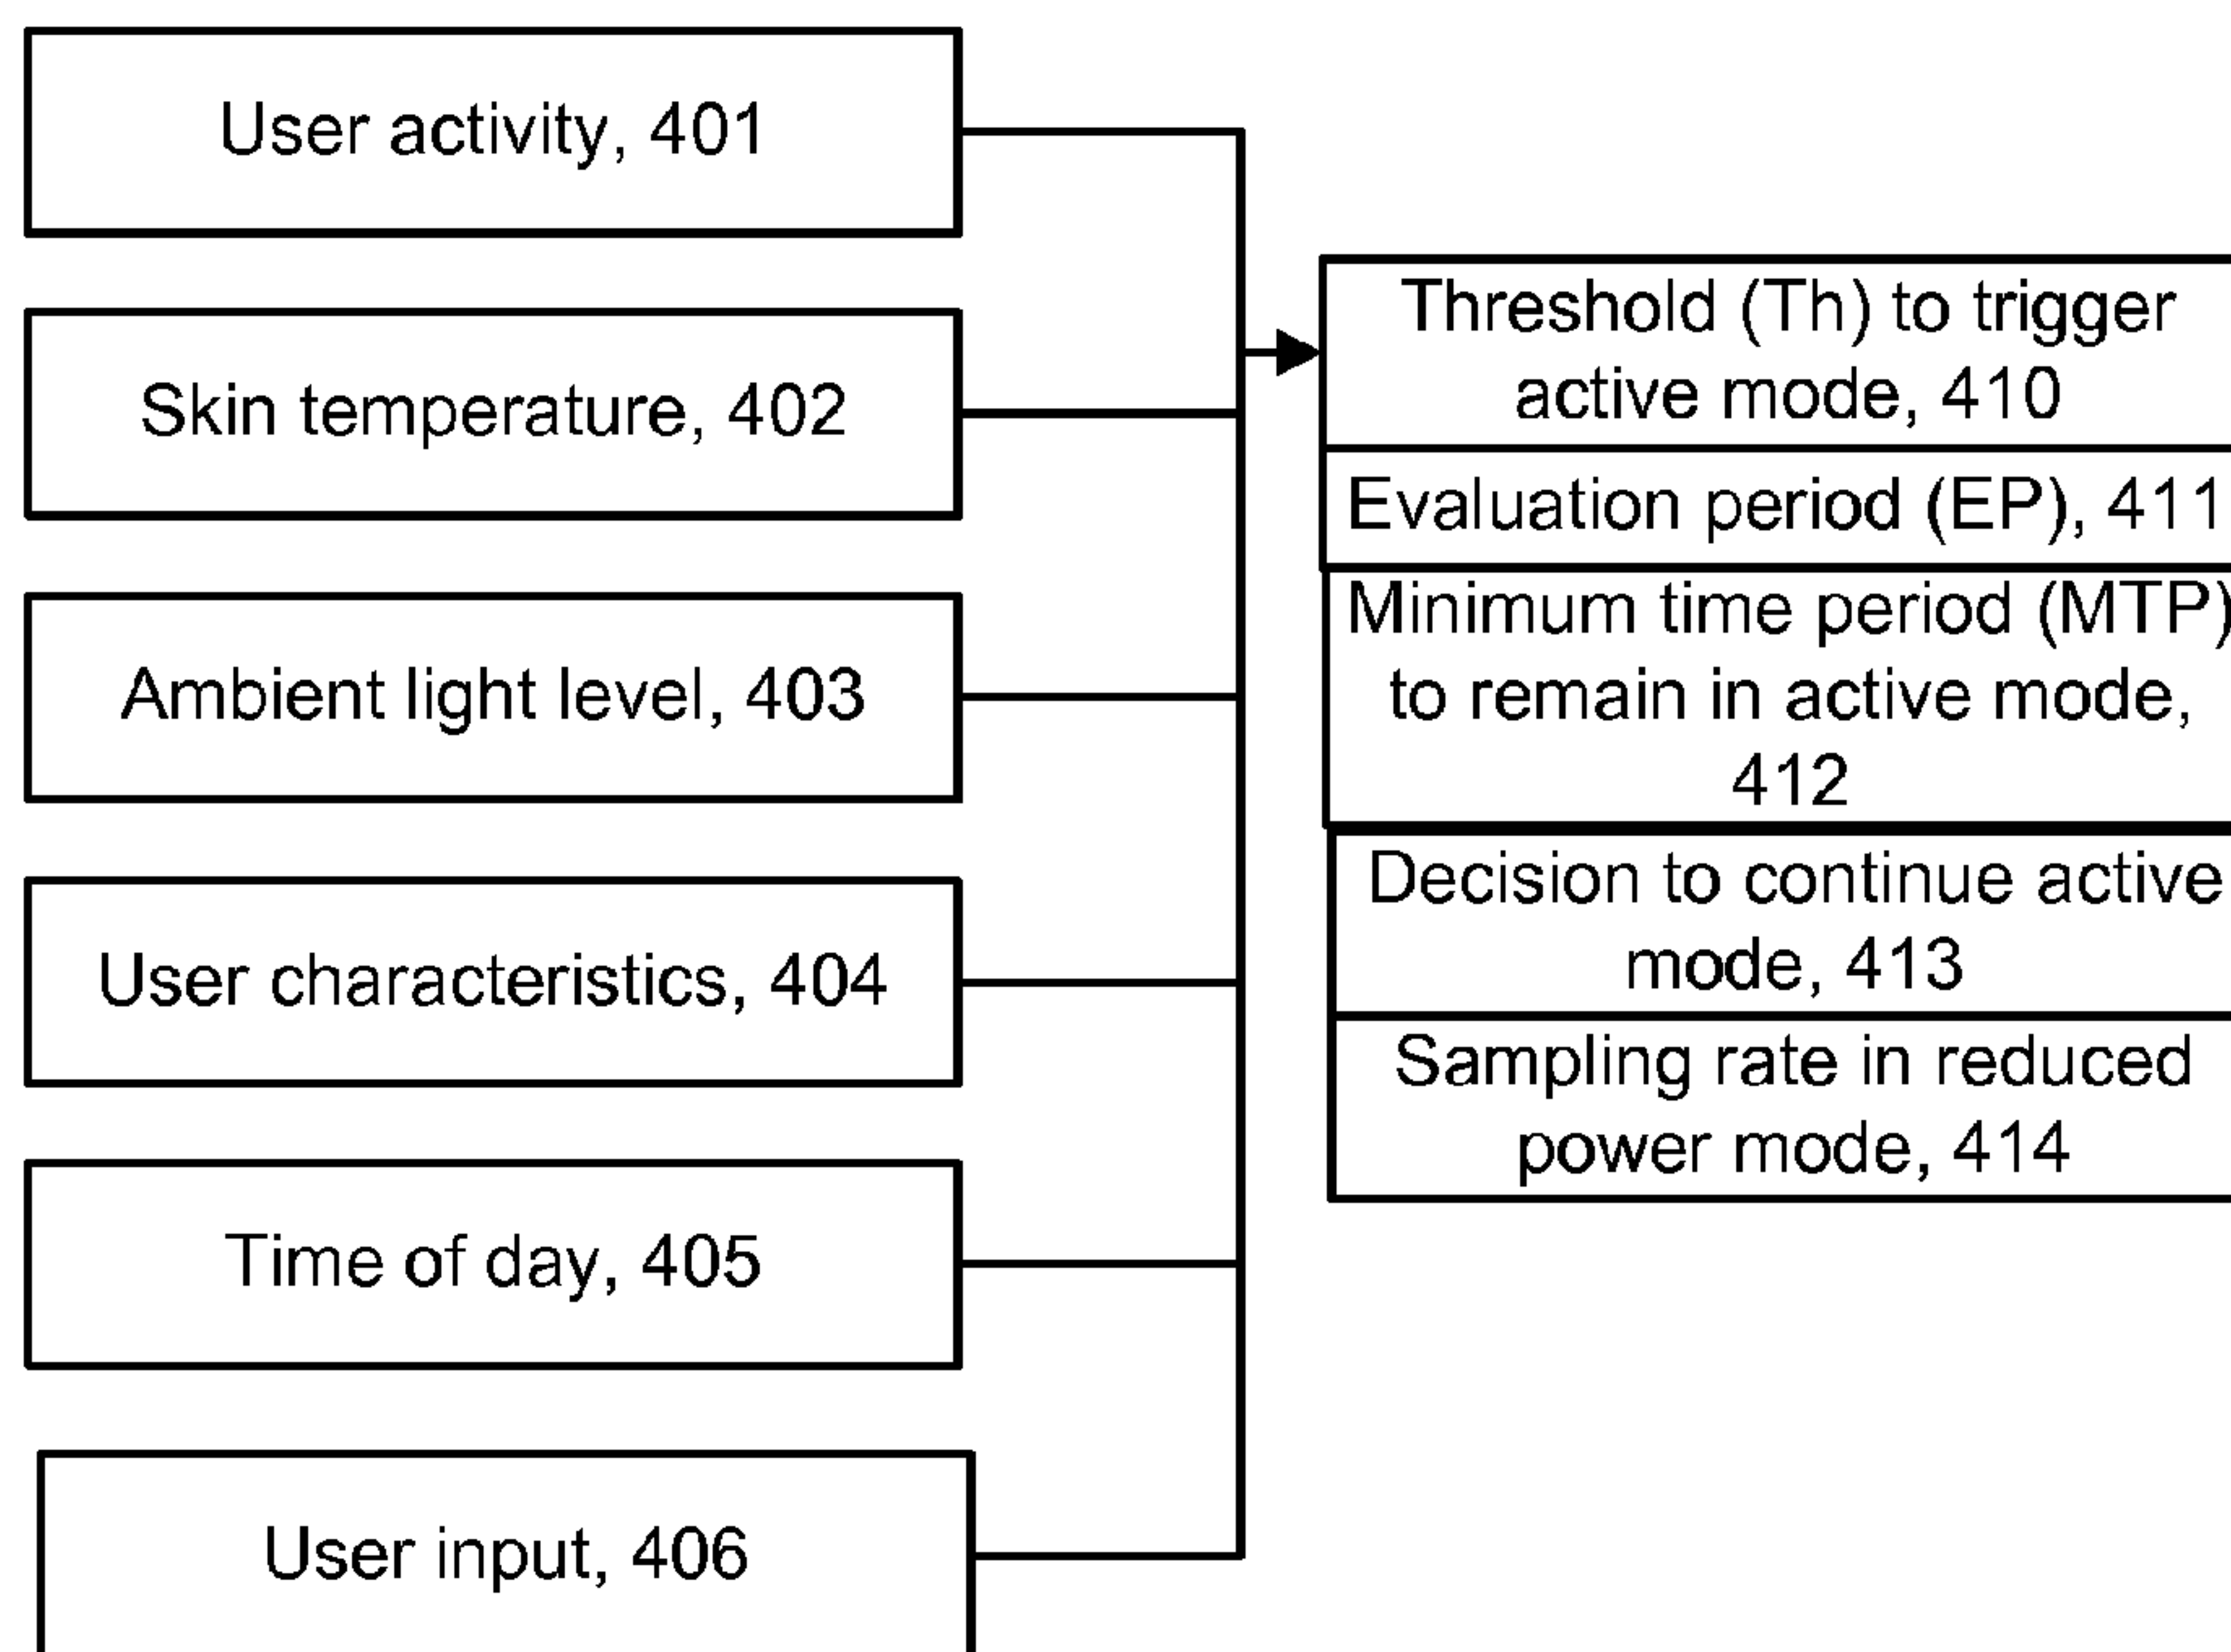 User activity, 401
Skin temperature, 402
Ambient light level, 403
User characteristics, 404
Time of day, 405
User input, 406
Threshold (Th) to trigger
active mode, 410
Evaluation period (EP), 411
Minimum time period (MTP)
to remain in active mode,
412
Decision to continue active
mode, 413
Sampling rate in reduced
power mode, 414